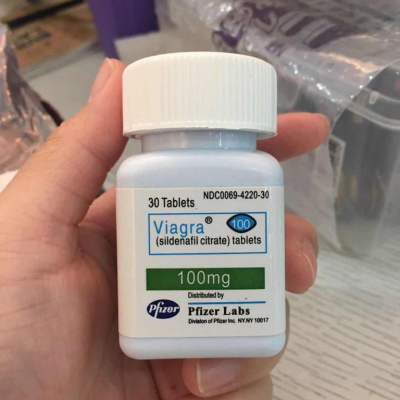 30 Tablets NDC0069-4220-30
Viagra® 100
(sildenafil citrate) tablets
100mg
Distributed by
Pfizer Pfizer Labs
Division of Pfizer Inc. NY.NY 10017